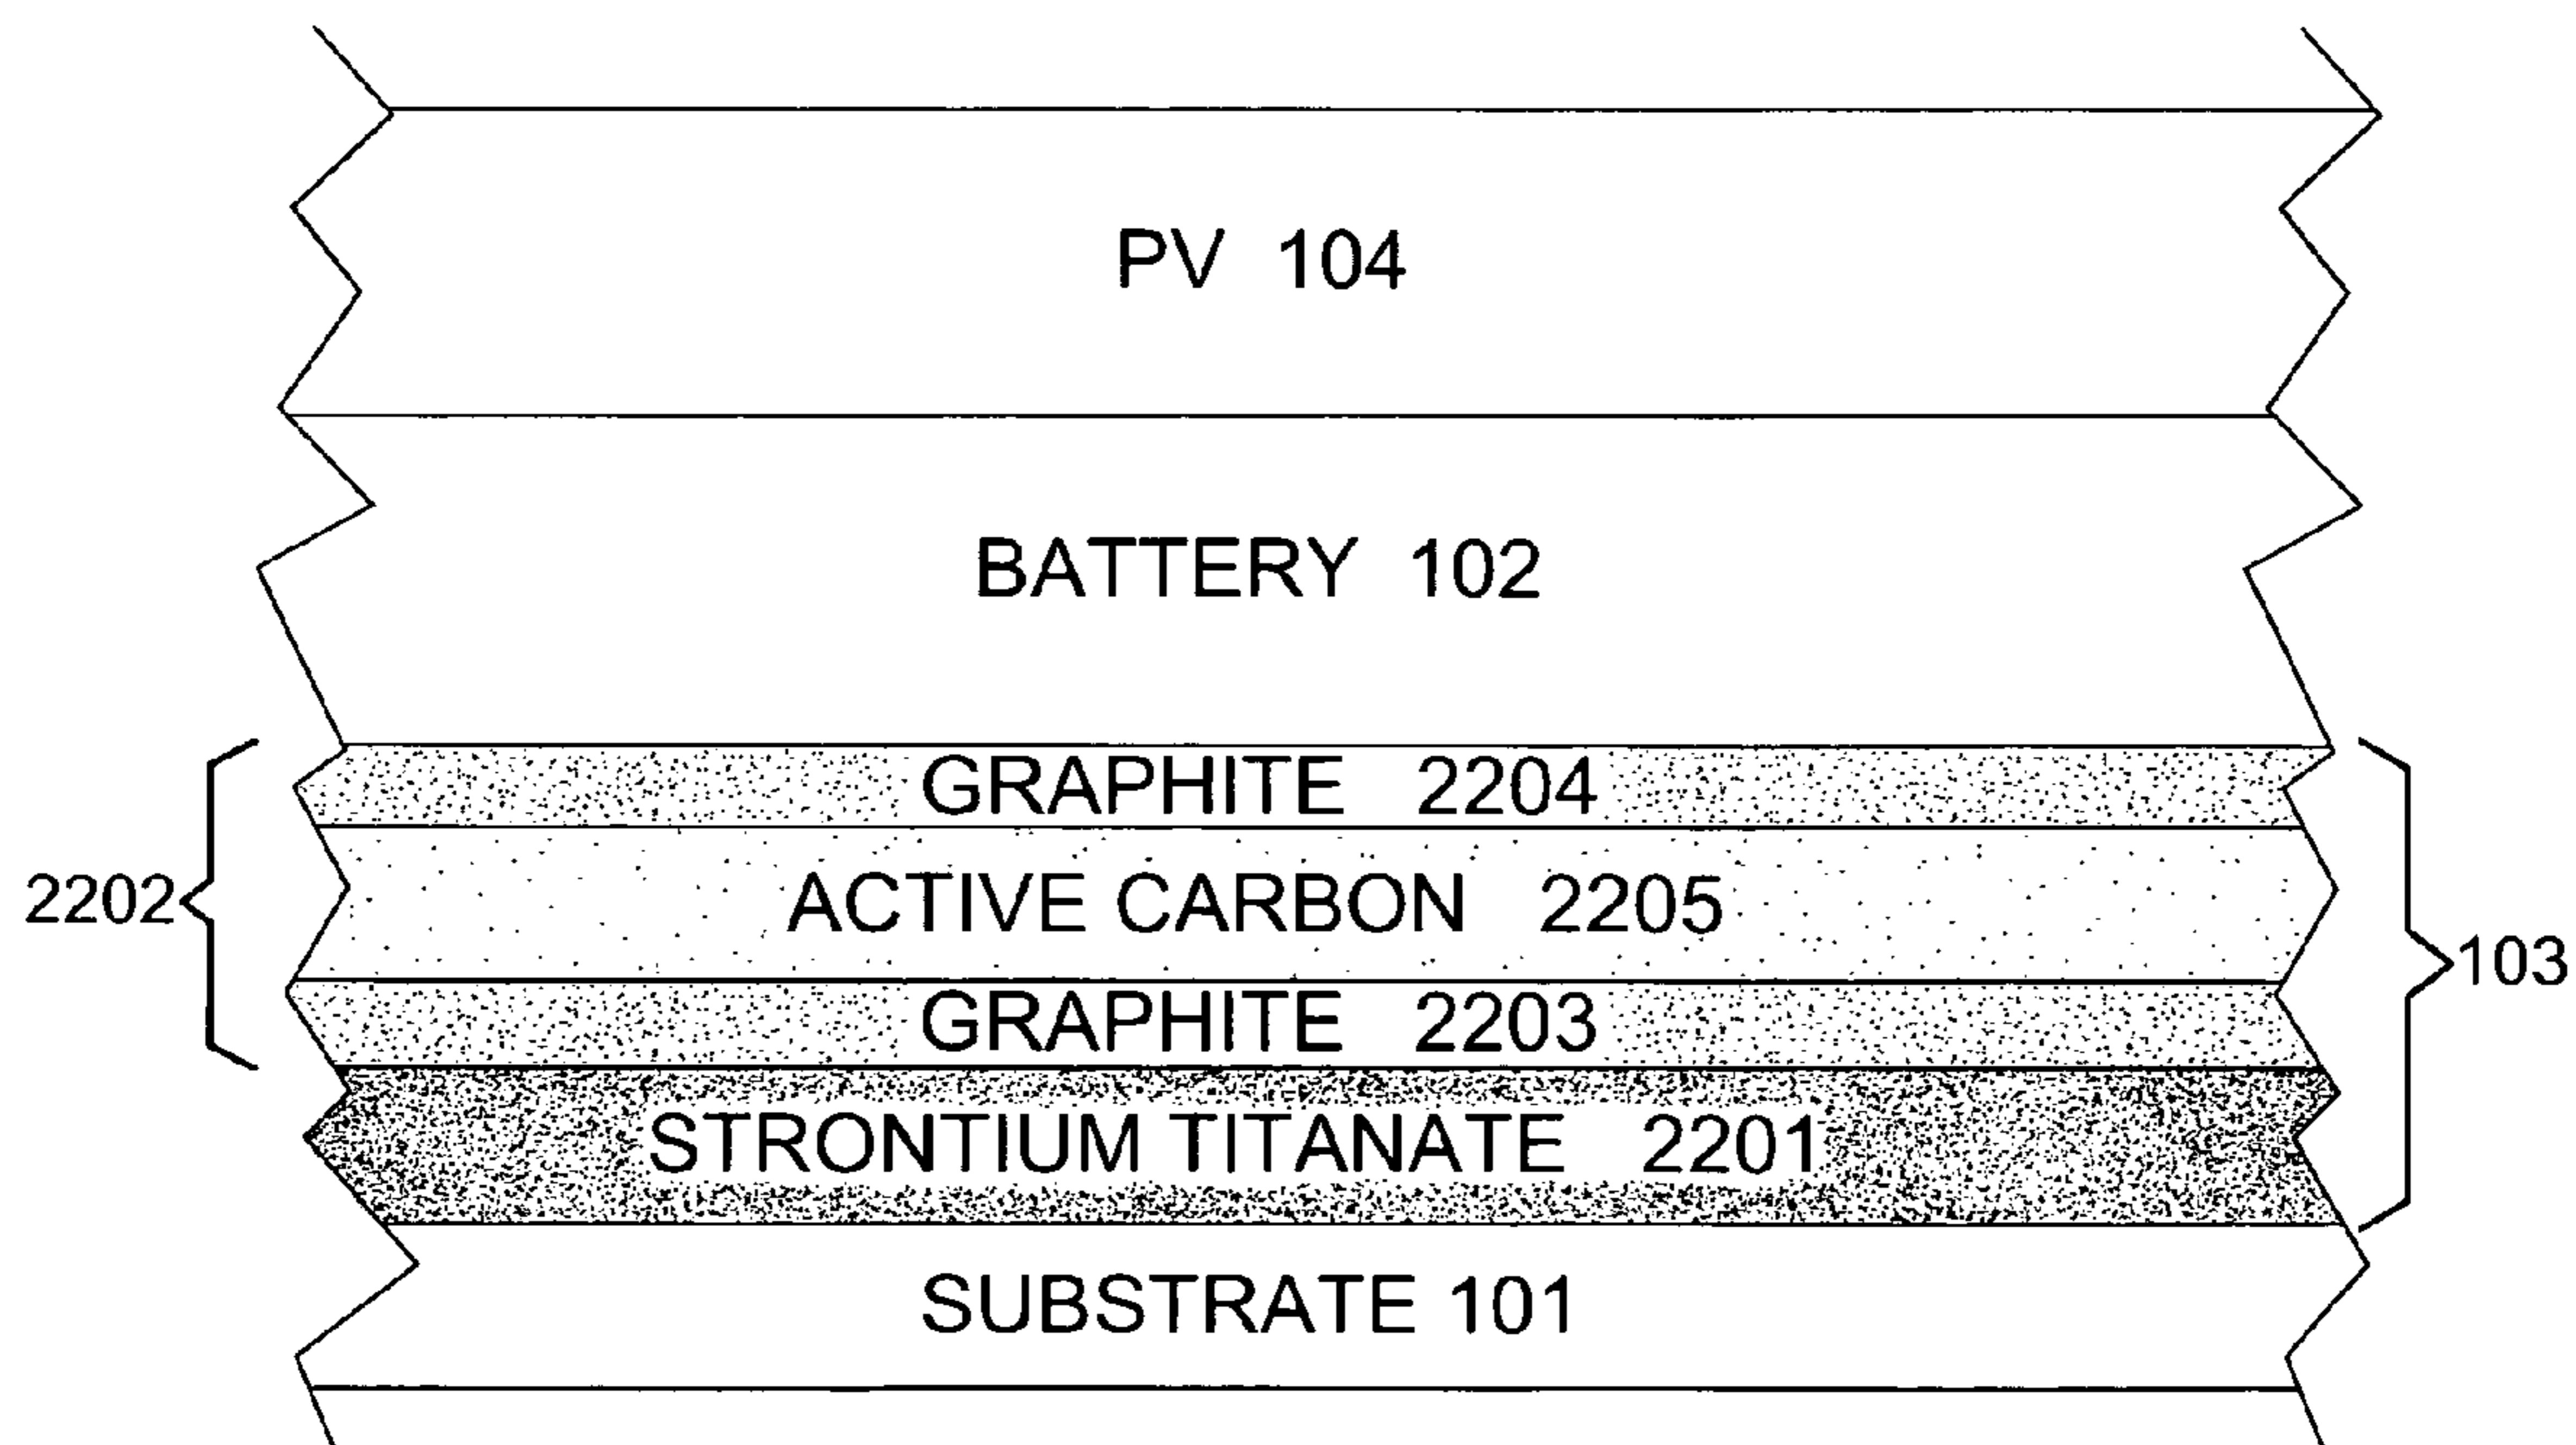 PV 104
BATTERY 102
GRAPHITE 2204
2202
ACTIVE CARBON 2205
103
GRAPHITE 2203
STRONTIUM TITANATE 2201
SUBSTRATE 101